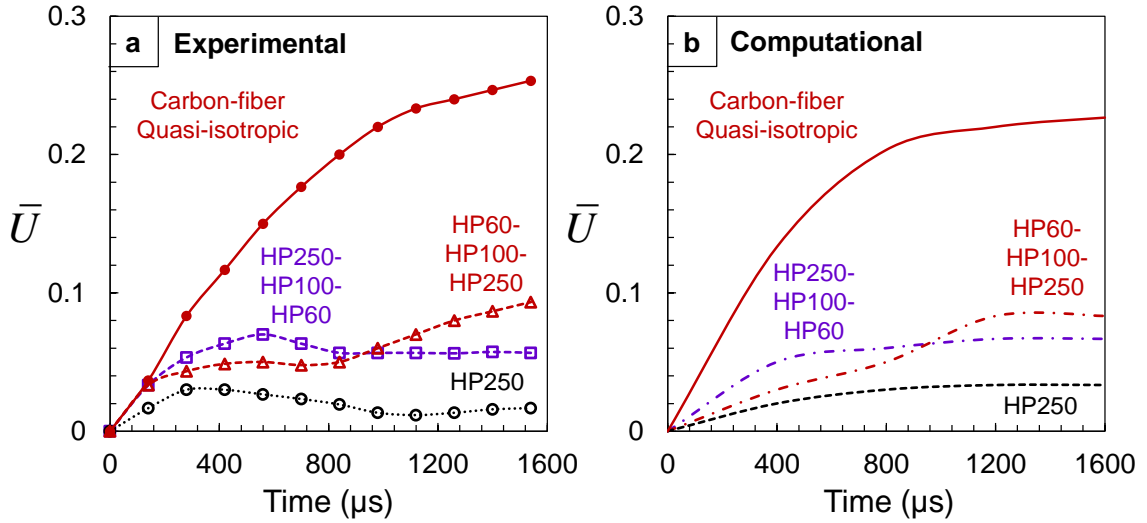 a Experimental
0.3
0.2
0.1
0
Ū
Carbon-fiber
Quasi-isotropic
HP250-
HP100-
HP60
HP60-
HP100-
HP250
HP250
0 400 800 1200 1600
Time (µs)
b Computational
0.3
0.2
0.1
0
Ū
Carbon-fiber
Quasi-isotropic
HP250-
HP100-
HP60
HP60-
HP100-
HP250
HP250
0 400 800 1200 1600
Time (µs)